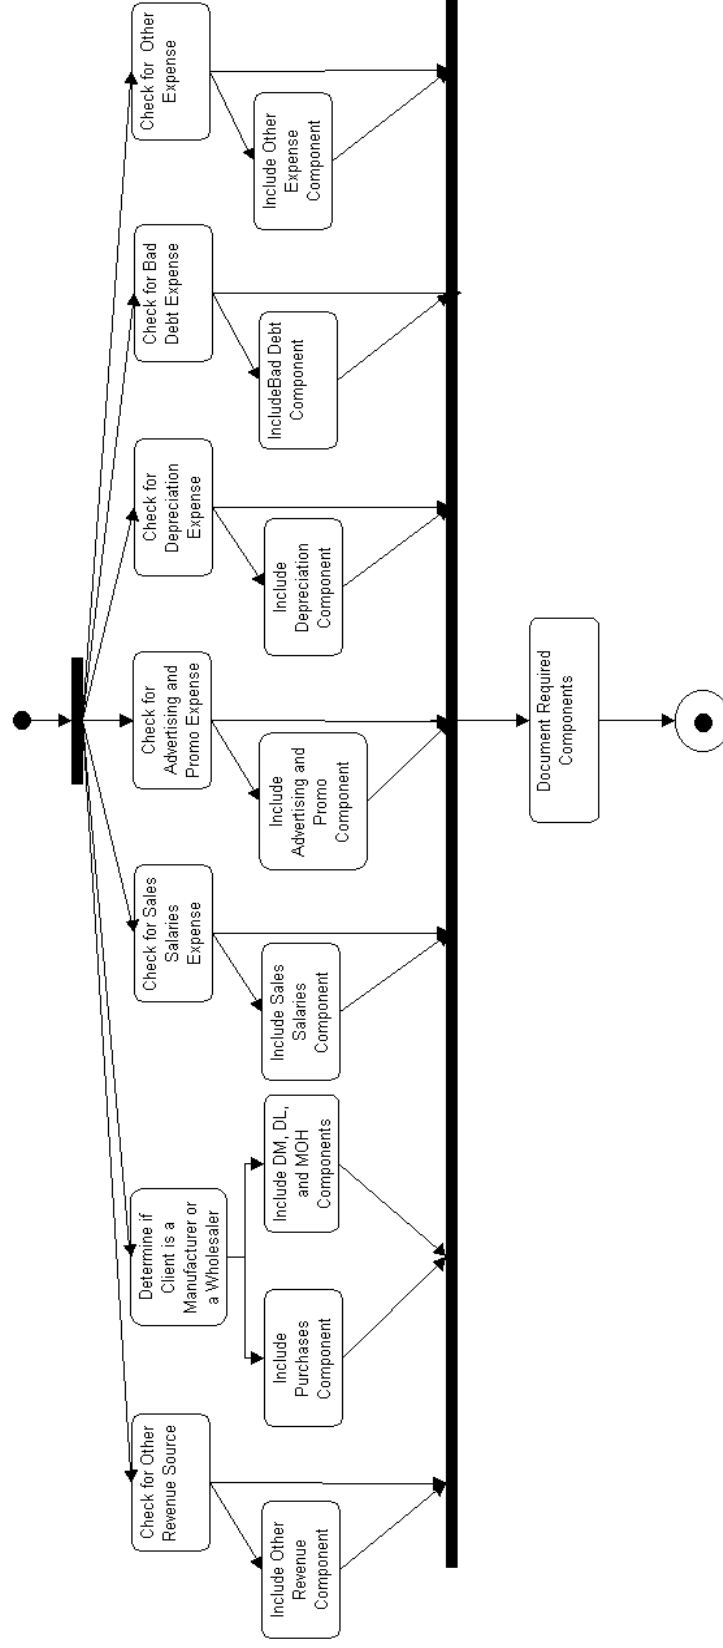 Check for Other
Revenue Source
Determine if
Client is a
Manufacturer or
a Wholesaler
Check for Sales
Salaries
Expense
Check for
Advertising and
Promo Expense
Check for
Depreciation
Expense
Check for Bad
Debt Expense
Check for Other
Expense
Include Other
Revenue
Component
Include
Purchases
Component
Include DM, DL,
and MOH
Components
Include Sales
Salaries
Component
Include
Advertising and
Promo
Component
Include
Depreciation
Component
IncludeBad Debt
Component
Include Other
Expense
Component
Document Required
Components